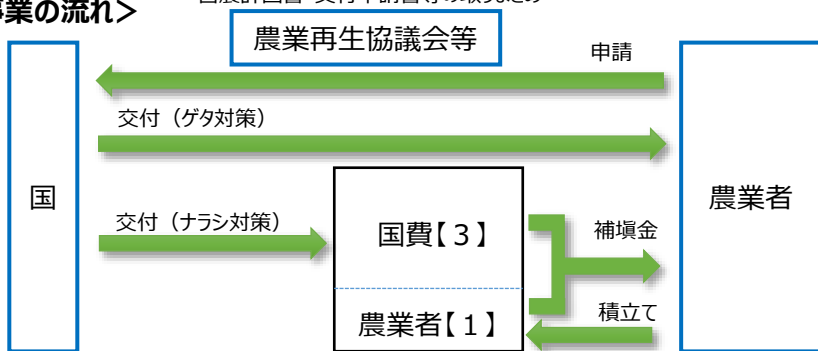 事業の流れ>
農業再生協議会等
申請
交付（ゲタ対策）
国
農業者
交付（ナラシ対策）
国費【３】
補塡金
農業者【１】
積立て